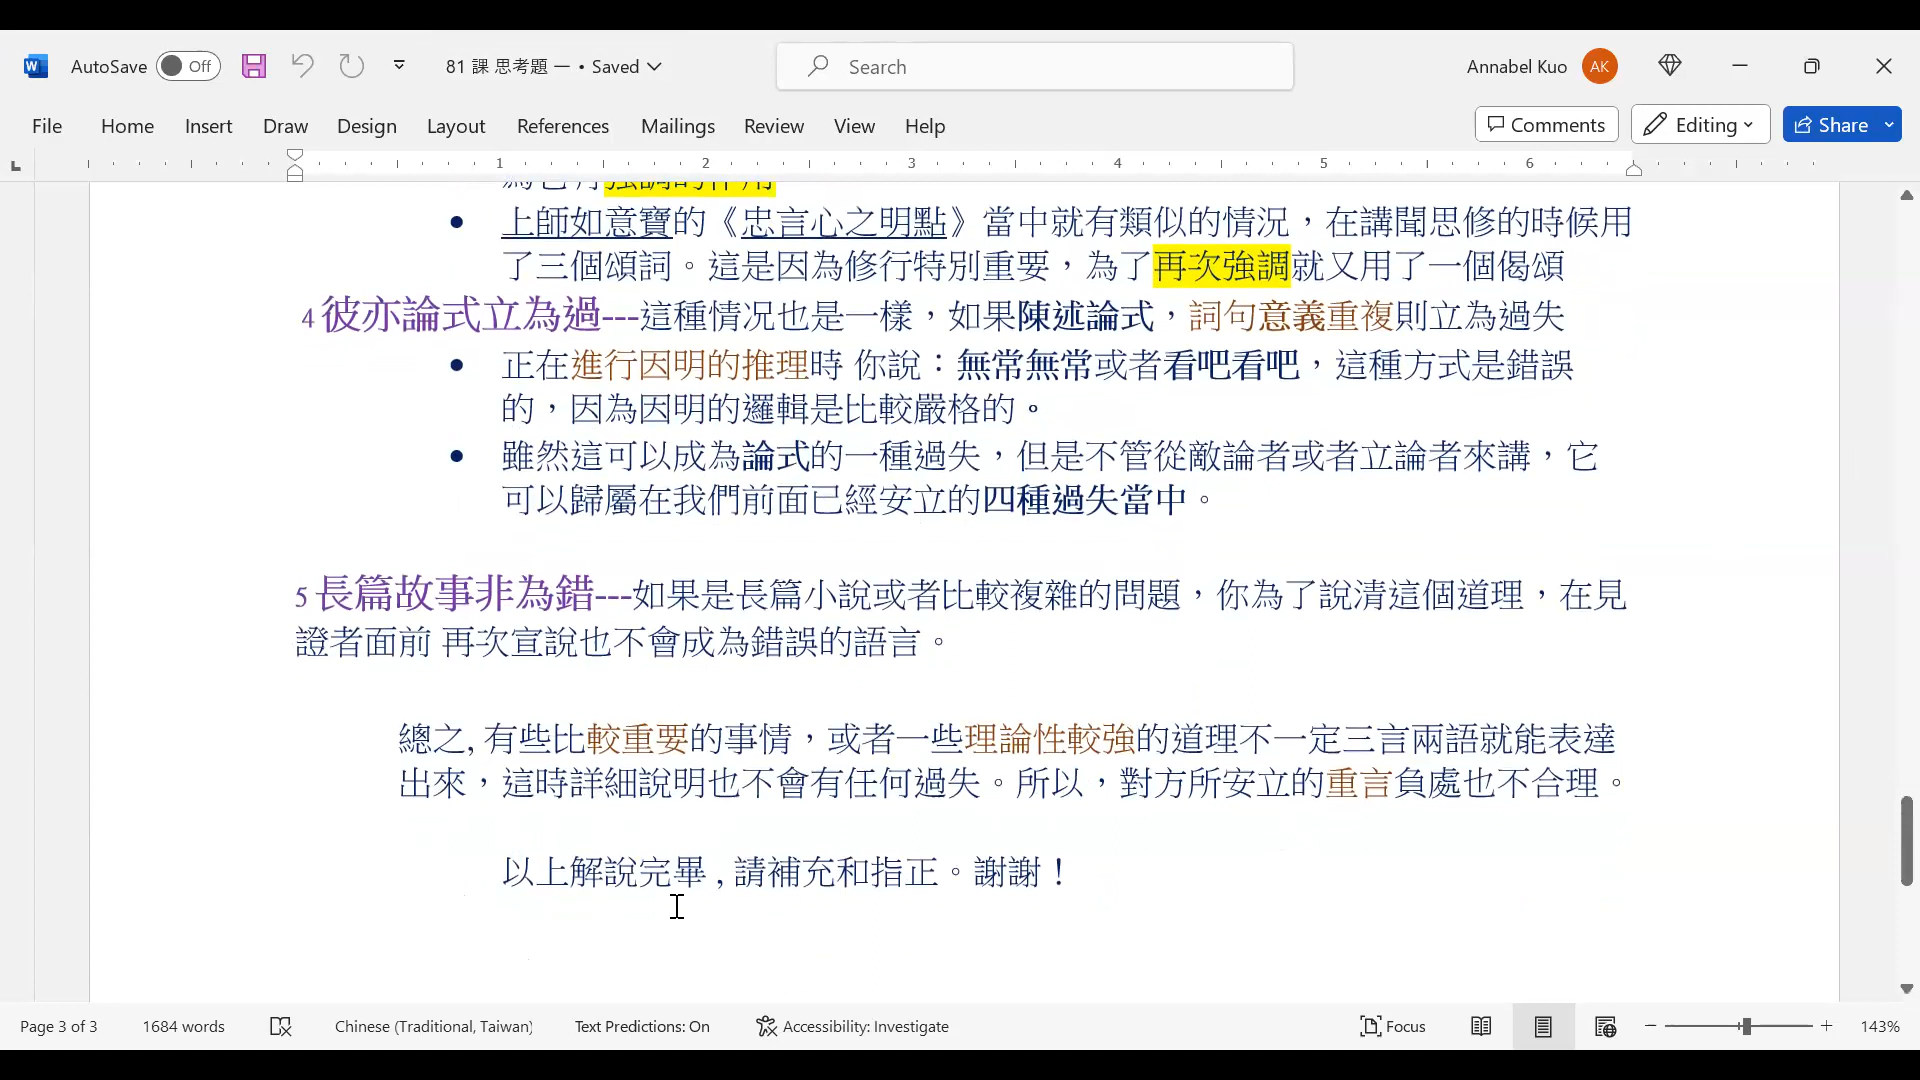 AutoSave Off 81 課 思考題 一 • Saved Search Annabel Kuo AK
File Home Insert Draw Design Layout References Mailings Review View Help Comments Editing Share
1 2 3 4 5 6
強調的作用
• 上師如意寶的《忠言心之明點》當中就有類似的情況，在講聞思修的時候用
了三個頌詞。這是因為修行特別重要，為了再次強調就又用了一個偈頌
4 彼亦論式立為過---這種情况也是一樣，如果陳述論式，詞句意義重複則立為過失
• 正在進行因明的推理時 你說：無常無常或者看吧看吧，這種方式是錯誤
的，因為因明的邏輯是比較嚴格的。
• 雖然這可以成為論式的一種過失，但是不管從敵論者或者立論者來講，它
可以歸屬在我們前面已經安立的四種過失當中。
5 長篇故事非為錯---如果是長篇小說或者比較複雜的問題，你為了說清這個道理，在見
證者面前 再次宣說也不會成為錯誤的語言。
總之, 有些比較重要的事情，或者一些理論性較強的道理不一定三言兩語就能表達
出來，這時詳細說明也不會有任何過失。所以，對方所安立的重言負處也不合理。
以上解說完畢 , 請補充和指正。謝謝！
Page 3 of 3 1684 words Chinese (Traditional, Taiwan) Text Predictions: On Accessibility: Investigate Focus 143%